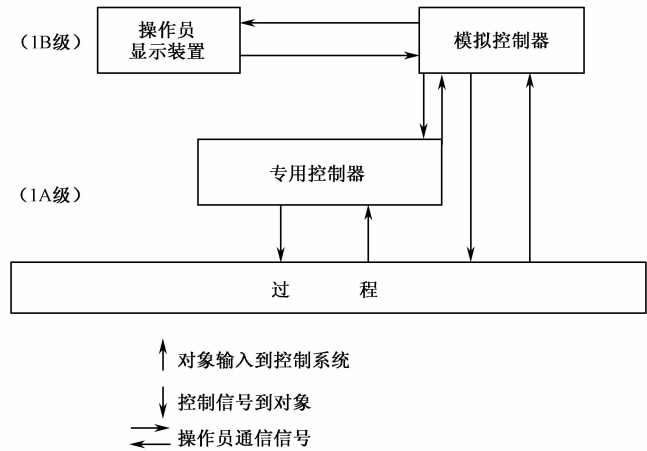 （1B级）
操作员
显示装置
模拟控制器
（1A级）
专用控制器
过 程
对象输入到控制系统
控制信号到对象
操作员通信信号